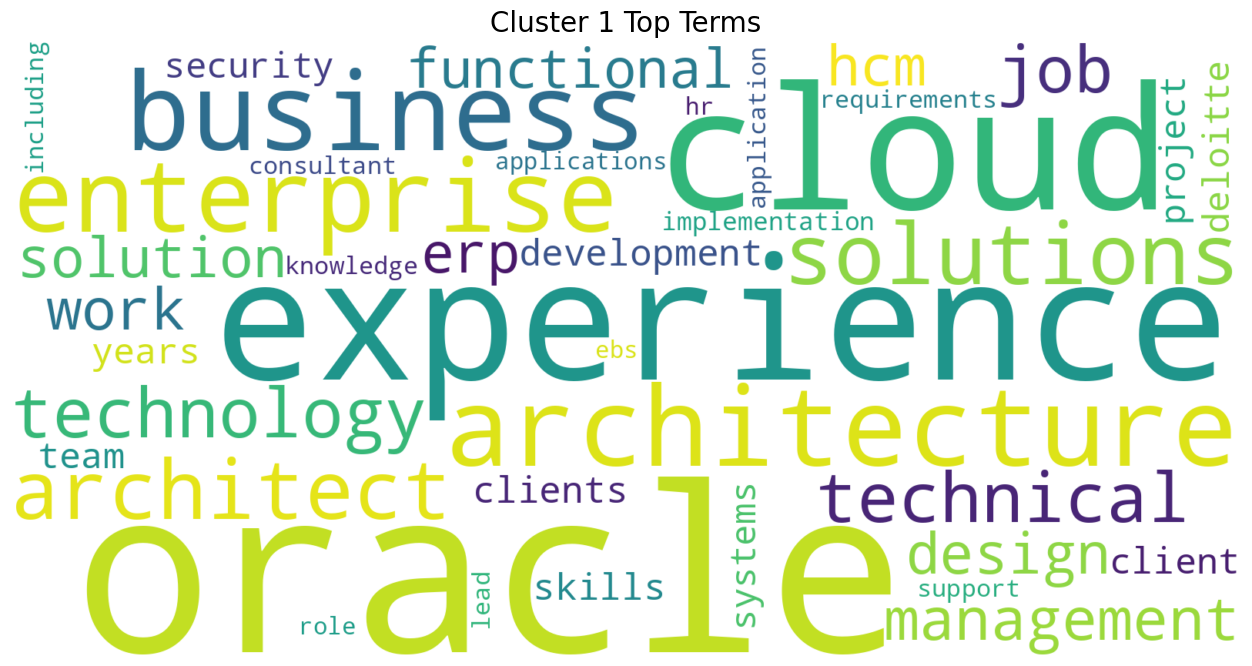 Cluster 1 Top Terms
including
security
functional
hcm
job
business
hr
application
requirements
cloud
project
deloitte
consultant
applications
enterprise
implementation
solution
knowledge
erp
development
solutions
work
experience
years
ebs
technology
architecture
team
architect
clients
technical
oracle
systems
design
client
lead
skills
support
role
management